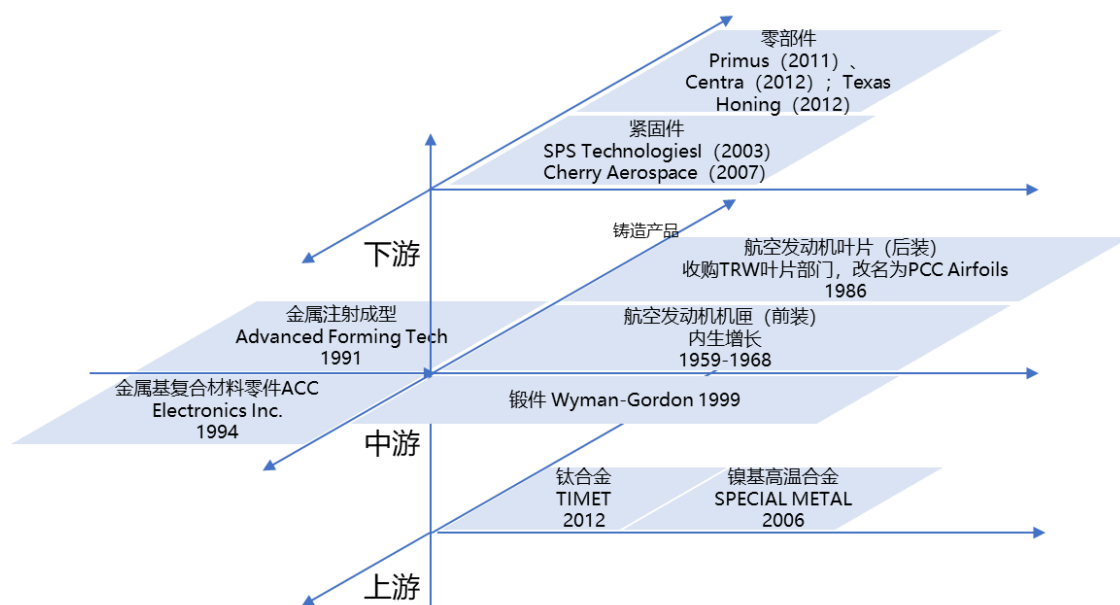 零部件
Primus（2011）、
Centra（2012）；Texas
Honing（2012）
紧固件
SPS Technologiesl（2003）
Cherry Aerospace（2007）
下游
铸造产品
航空发动机叶片（后装）
收购TRW叶片部门，改名为PCC Airfoils
1986
金属注射成型
Advanced Forming Tech
1991
航空发动机机匣（前装）
内生增长
1959-1968
金属基复合材料零件ACC
Electronics Inc.
1994
锻件 Wyman-Gordon 1999
中游
钛合金
TIMET
2012
镍基高温合金
SPECIAL METAL
2006
上游